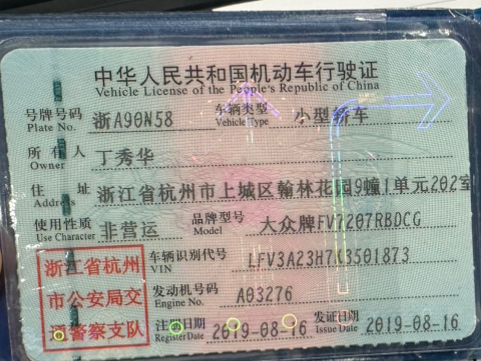 中华人民共和国机动车行驶证
Vehicle License of the People's Republic of China
号牌号码 浙A90N58 车辆类型 小型轿车
Plate No. Vehicle Type
所有人 丁秀华
Owner
住址 浙江省杭州市上城区翰林花园9幢1单元202室
Address
使用性质 非营运 品牌型号 大众牌FV7207RBDCG
Use Character Model
浙江省杭州 车辆识别代号 LFV3A23H7K3501873
VIN
市公安局交 发动机号码 A03276
Engine No.
通警察支队 注册日期 2019-08-16 发证日期 2019-08-16
Register Date Issue Date